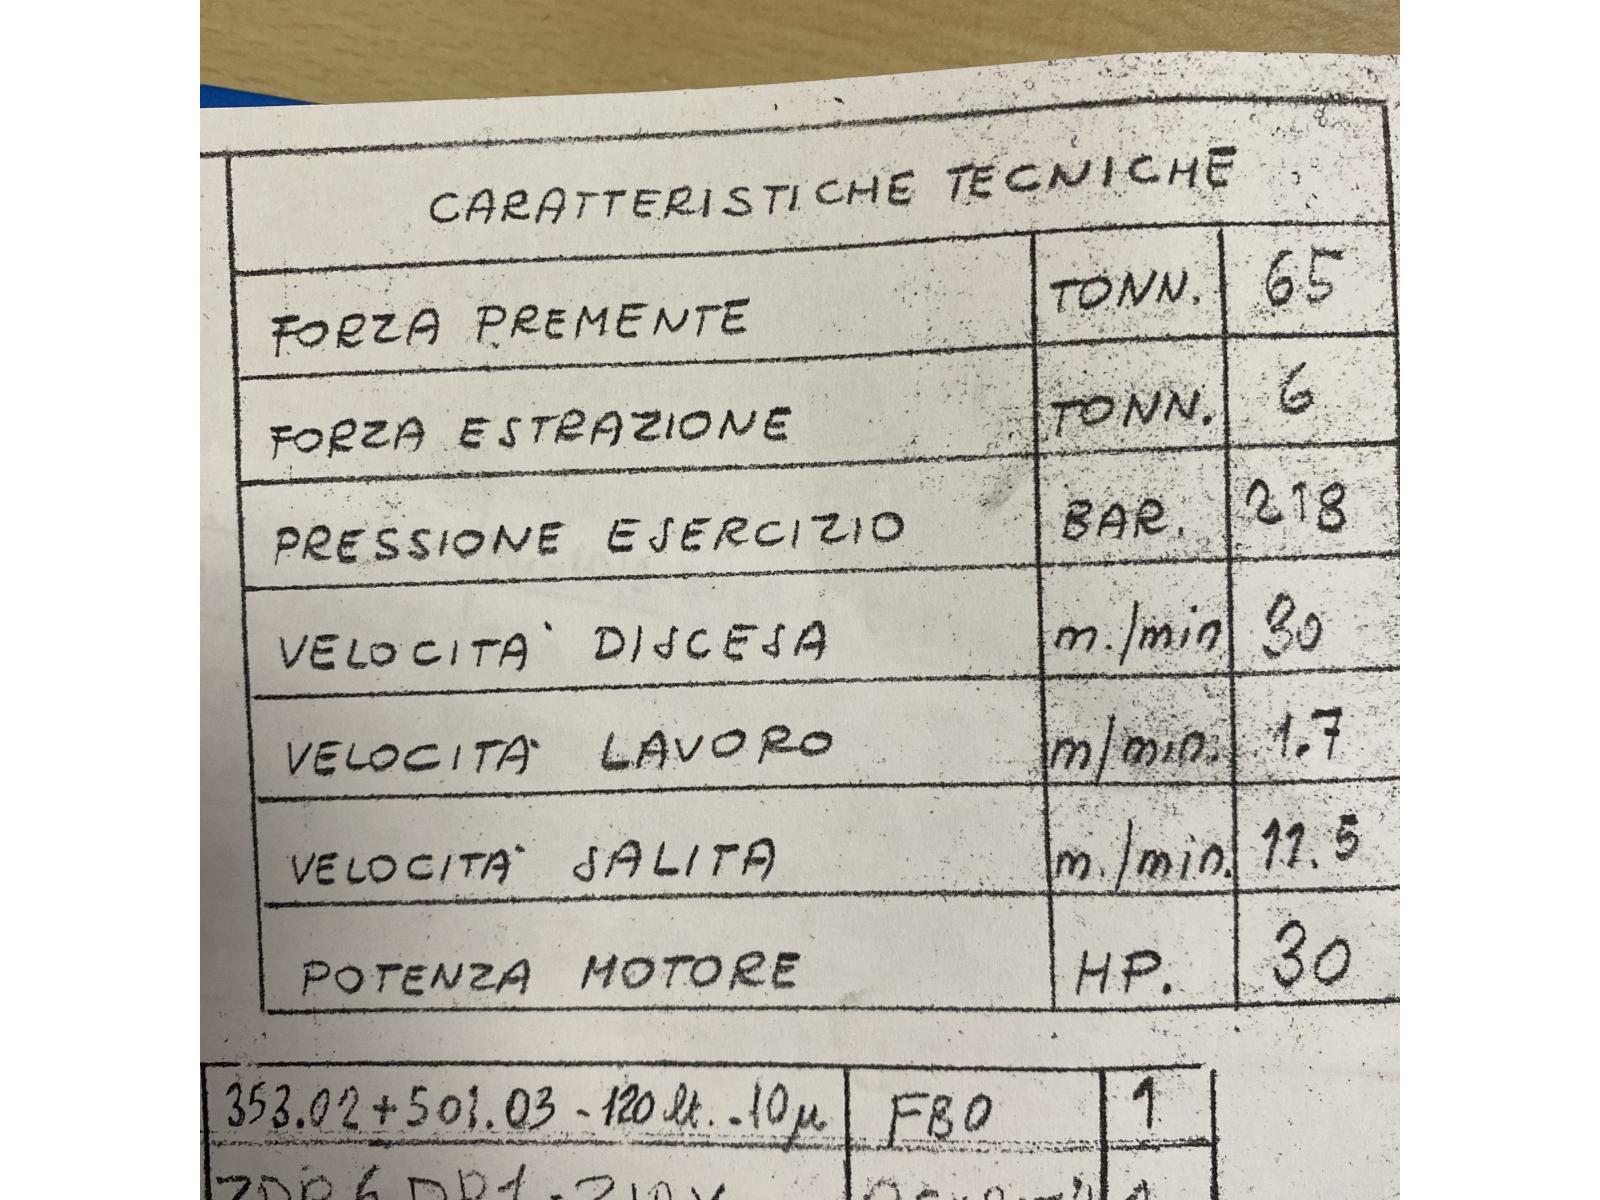 CARATTERISTICHE TECNICHE
FORZA PREMENTE TONN. 65
FORZA ESTRAZIONE TONN. 6
PRESSIONE ESERCIZIO BAR. 218
VELOCITA' DISCESA m./min 30
VELOCITA' LAVORO m/min. 1.7
VELOCITA' SALITA m./min. 11.5
POTENZA MOTORE HP. 30
353.02+501.03-120lt.-10μ FBO 1